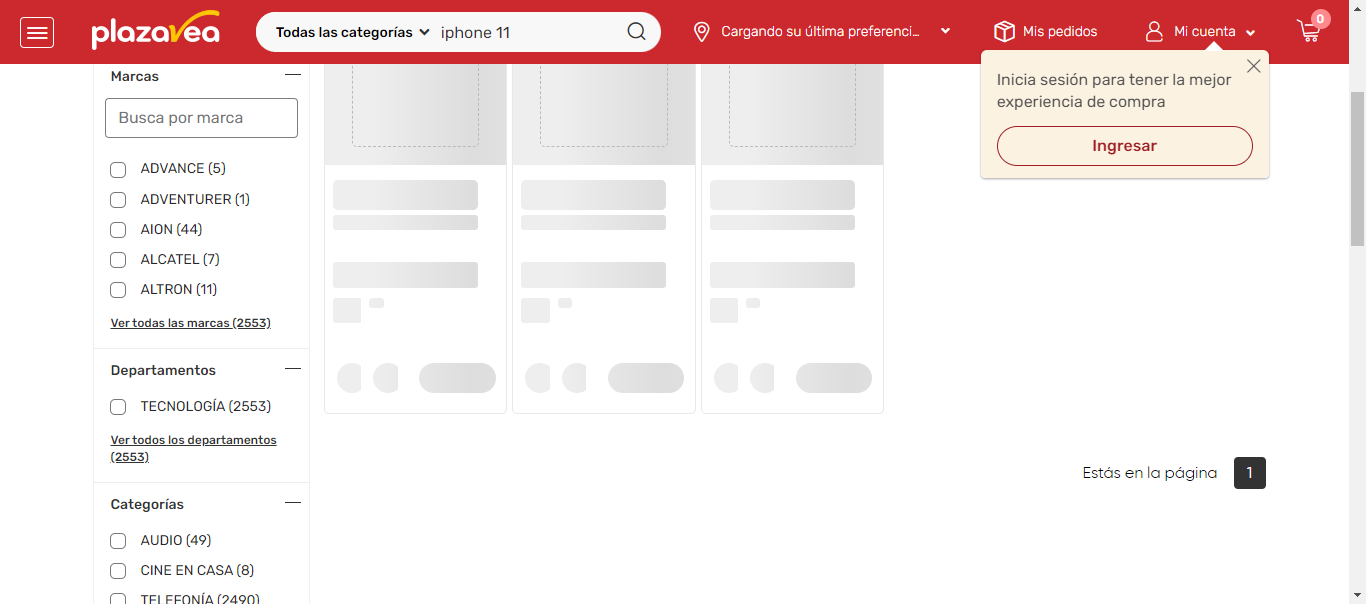 plazavea
Todas las categorías
iphone 11
Cargando su última preferenci...
Mis pedidos
Mi cuenta
0
Inicia sesión para tener la mejor
experiencia de compra
Ingresar
Marcas
Busca por marca
ADVANCE (5)
ADVENTURER (1)
AION (44)
ALCATEL (7)
ALTRON (11)
Ver todas las marcas (2553)
Departamentos
TECNOLOGÍA (2553)
Ver todos los departamentos
(2553)
Categorías
AUDIO (49)
CINE EN CASA (8)
TELEFONÍA (2490)
Estás en la página
1